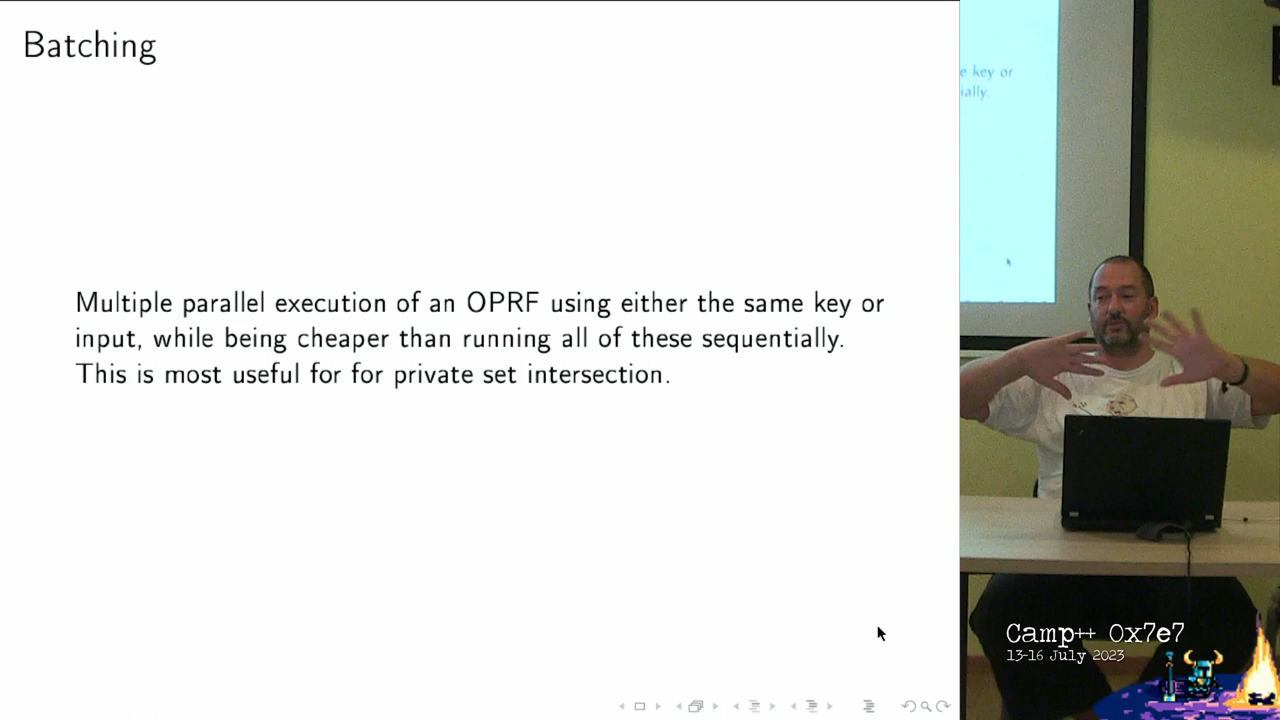 Batching
Multiple parallel execution of an OPRF using either the same key or
input, while being cheaper than running all of these sequentially.
This is most useful for for private set intersection.
e key or
ially.
Camp++ 0x7e7
13-16 July 2023